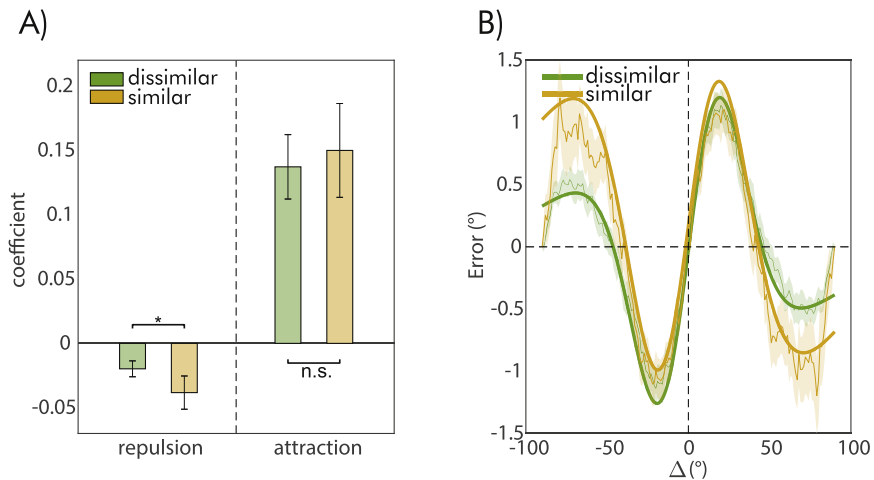 A)
dissimilar
similar
0.2
0.15
0.1
0.05
0
-0.05
coefficient
*
n.s.
repulsion
attraction
B)
dissimilar
similar
1.5
1
0.5
0
-0.5
-1
-1.5
Error (°)
-100
-50
0
50
100
Δ (°)